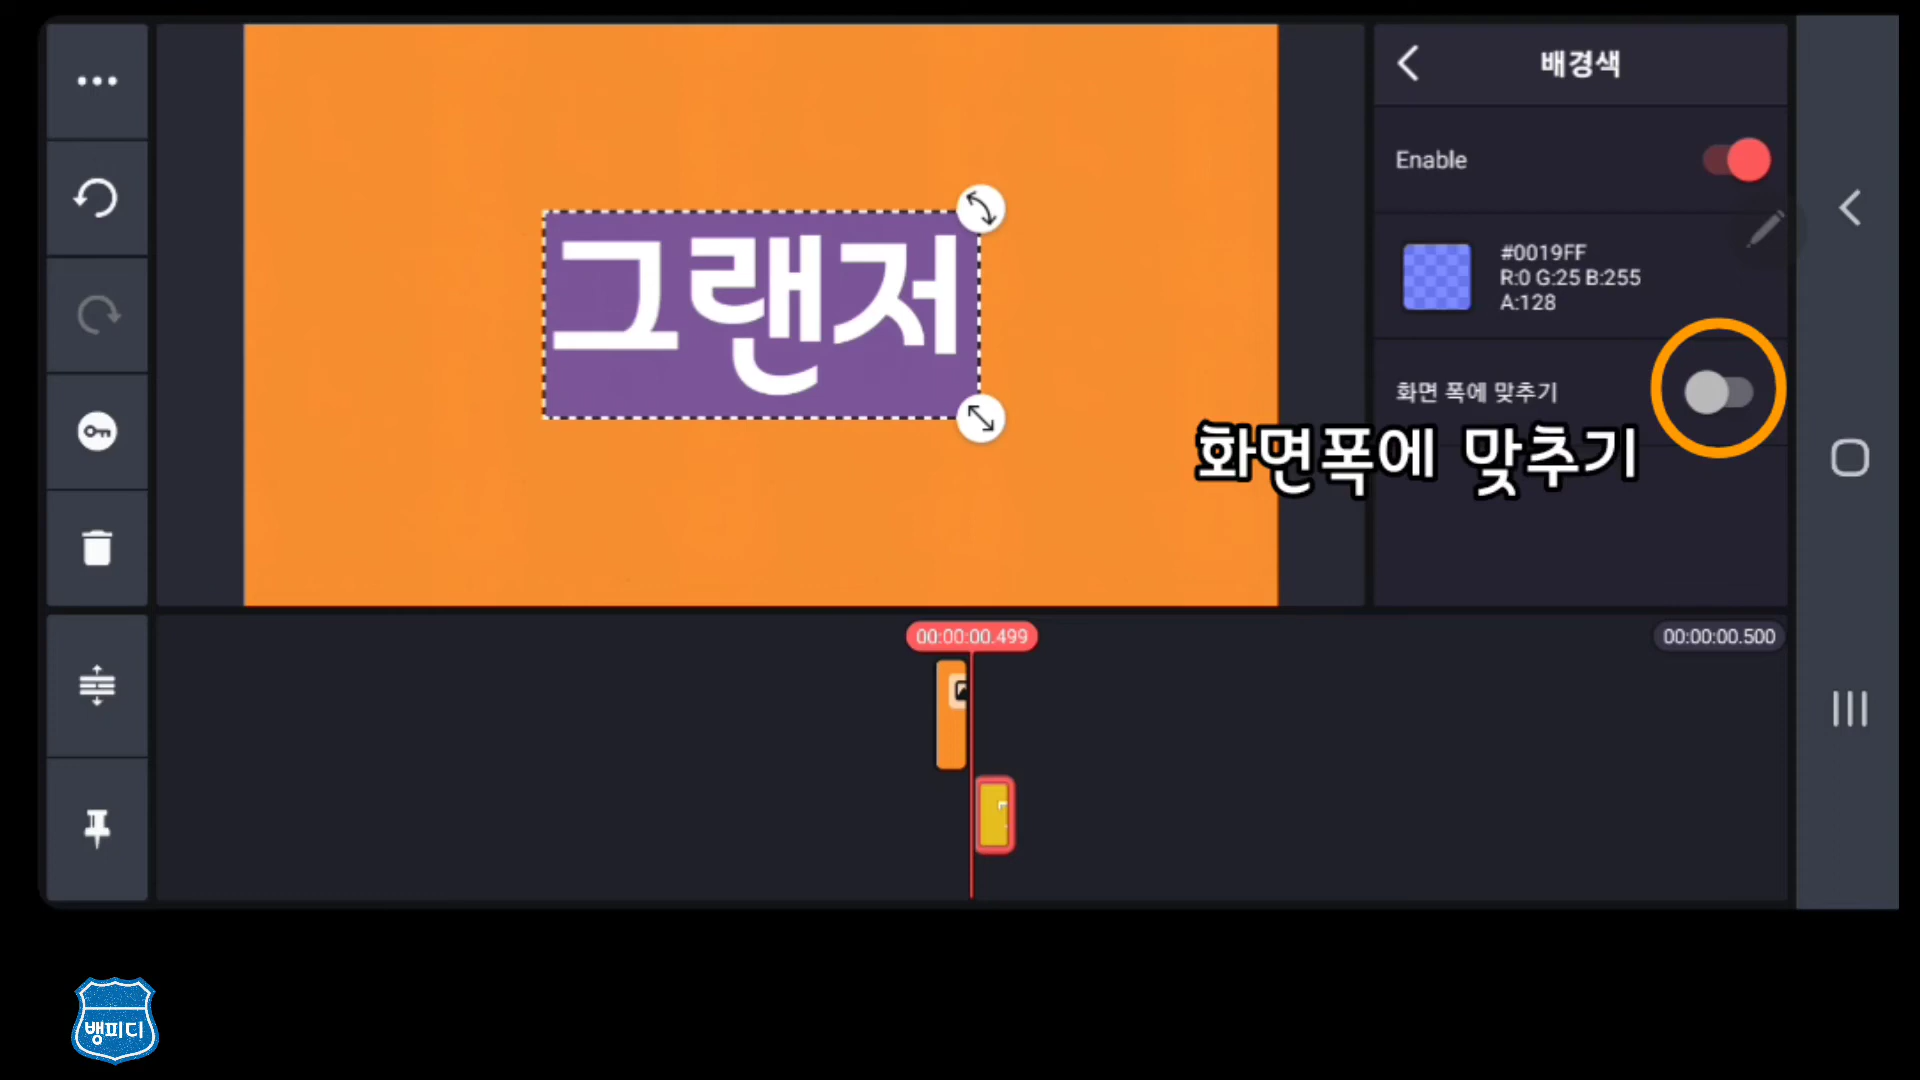 배경색
Enable
#0019FF
R:0 G:25 B:255
A:128
화면 폭에 맞추기
그랜저
화면폭에 맞추기
00:00:00.499
00:00:00.500
뱅피디